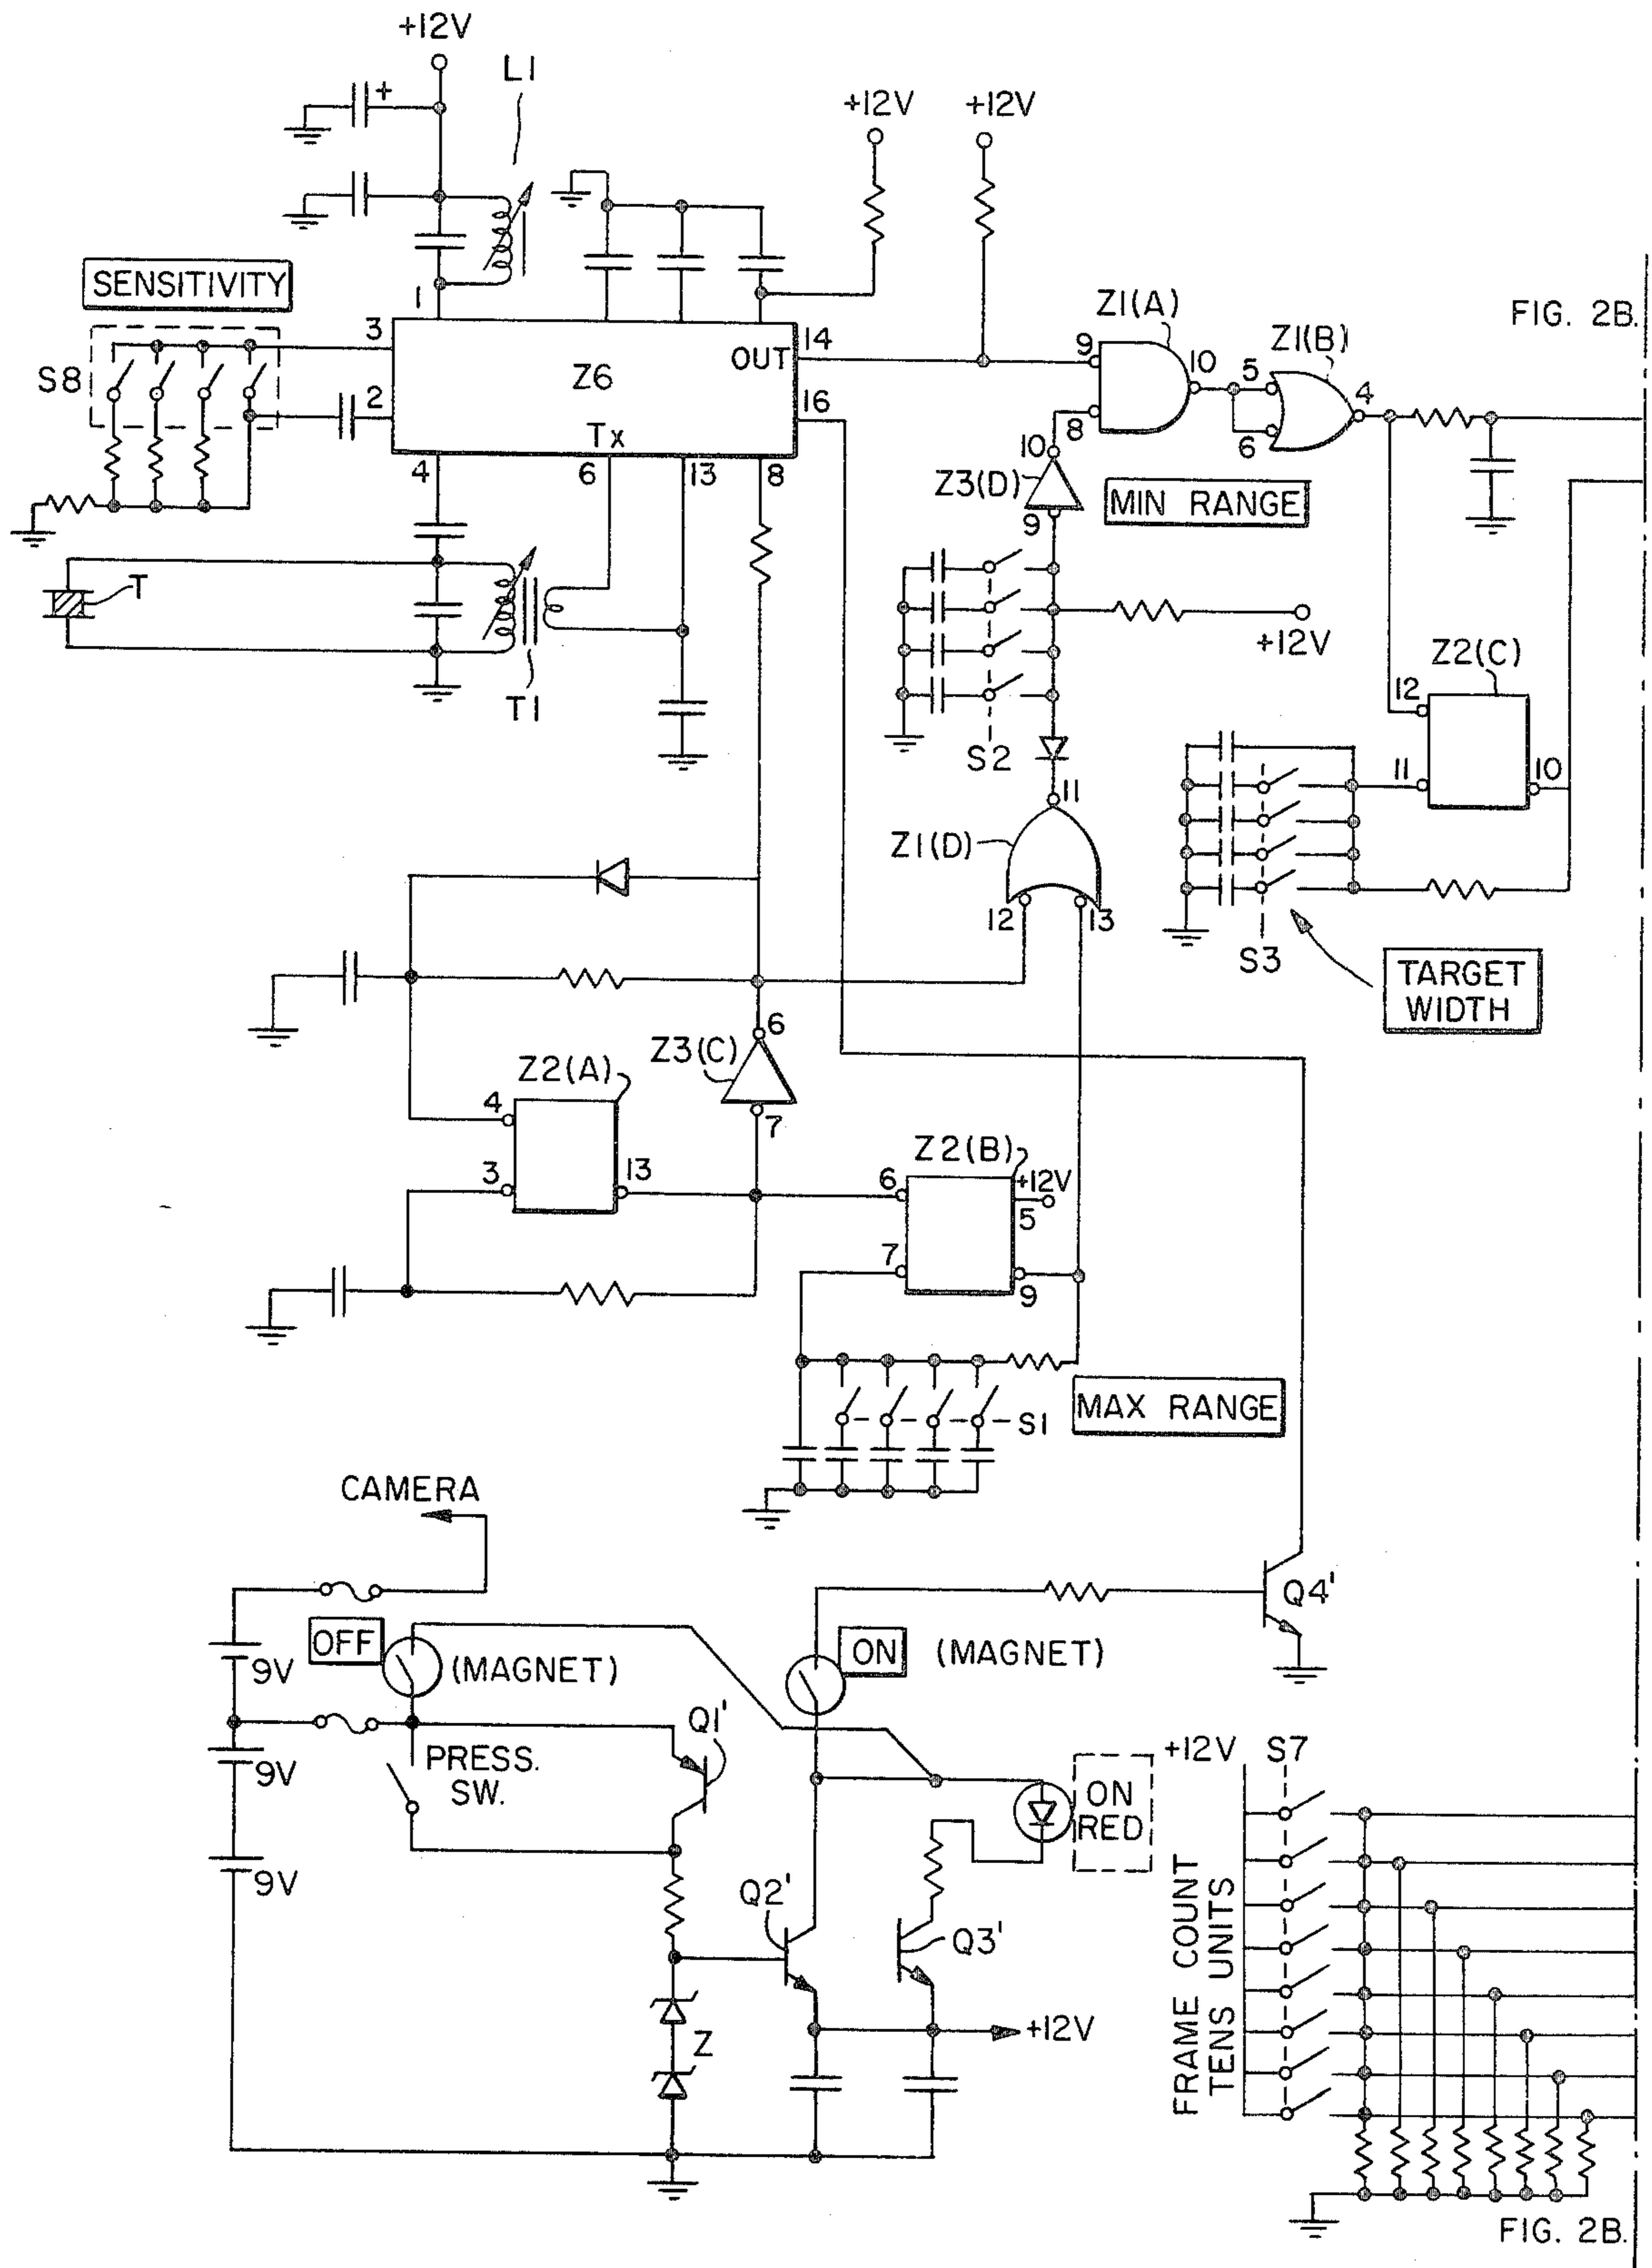 +12V
L1
+
+12V
+12V
SENSITIVITY
S8
1
3
2
Z6
OUT
14
16
Tx
4
6
13
8
T
T1
Z1(A)
9
10
8
Z1(B)
5
6
4
FIG. 2B.
10
Z3(D)
9
MIN RANGE
+12V
S2
Z2(C)
12
11
10
11
Z1(D)
12
13
S3
TARGET
WIDTH
6
Z3(C)
7
Z2(A)
4
3
13
Z2(B)
6
+12V
5
7
9
S1
MAX RANGE
CAMERA
OFF
(MAGNET)
9V
ON
(MAGNET)
Q4'
Q1'
PRESS.
SW.
9V
9V
ON
RED
Q2'
Q3'
Z
+12V
+12V
S7
FRAME COUNT
TENS UNITS
FIG. 2B.